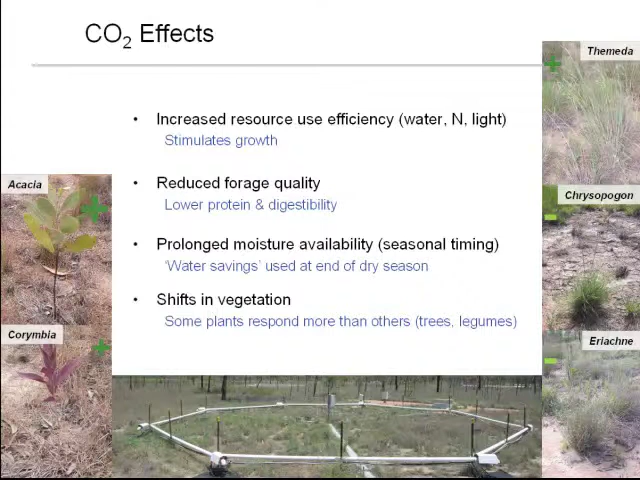 CO2 Effects
Themeda
• Increased resource use efficiency (water, N, light)
Stimulates growth
Acacia
• Reduced forage quality
Lower protein & digestibility
Chrysopogon
• Prolonged moisture availability (seasonal timing)
'Water savings' used at end of dry season
• Shifts in vegetation
Some plants respond more than others (trees, legumes)
Corymbia
Eriachne